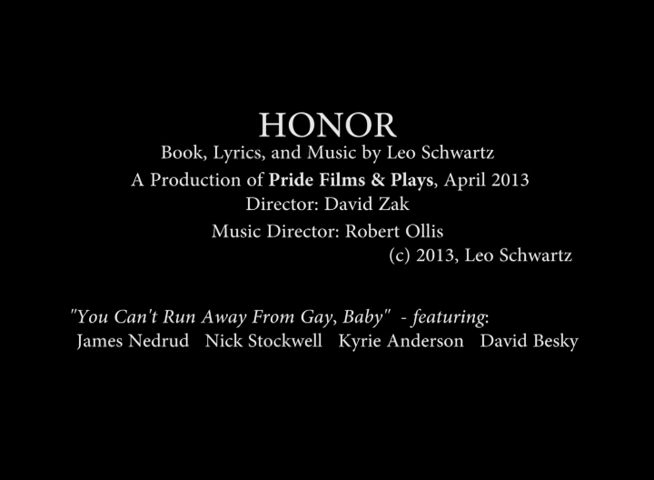 HONOR
Book, Lyrics, and Music by Leo Schwartz
A Production of Pride Films & Plays, April 2013
Director: David Zak
Music Director: Robert Ollis
(c) 2013, Leo Schwartz
"You Can't Run Away From Gay, Baby" - featuring:
James Nedrud Nick Stockwell Kyrie Anderson David Besky